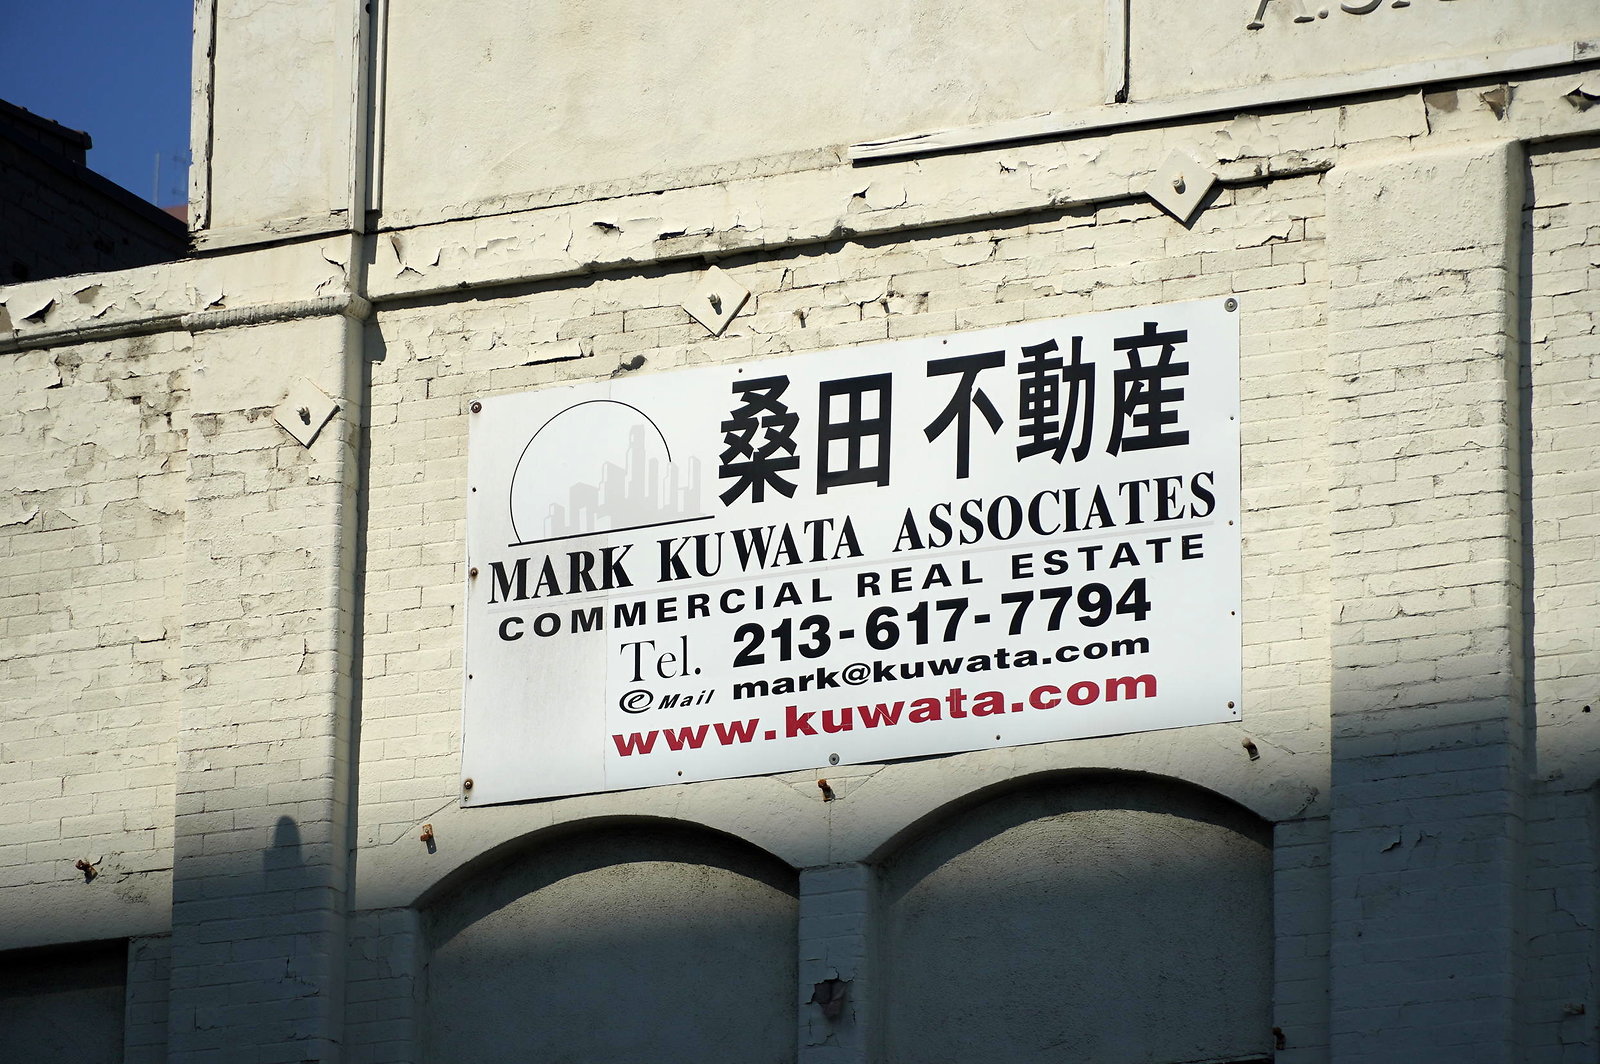 桑田不動産
MARK KUWATA ASSOCIATES
COMMERCIAL REAL ESTATE
Tel. 213-617-7794
eMail mark@kuwata.com
www.kuwata.com